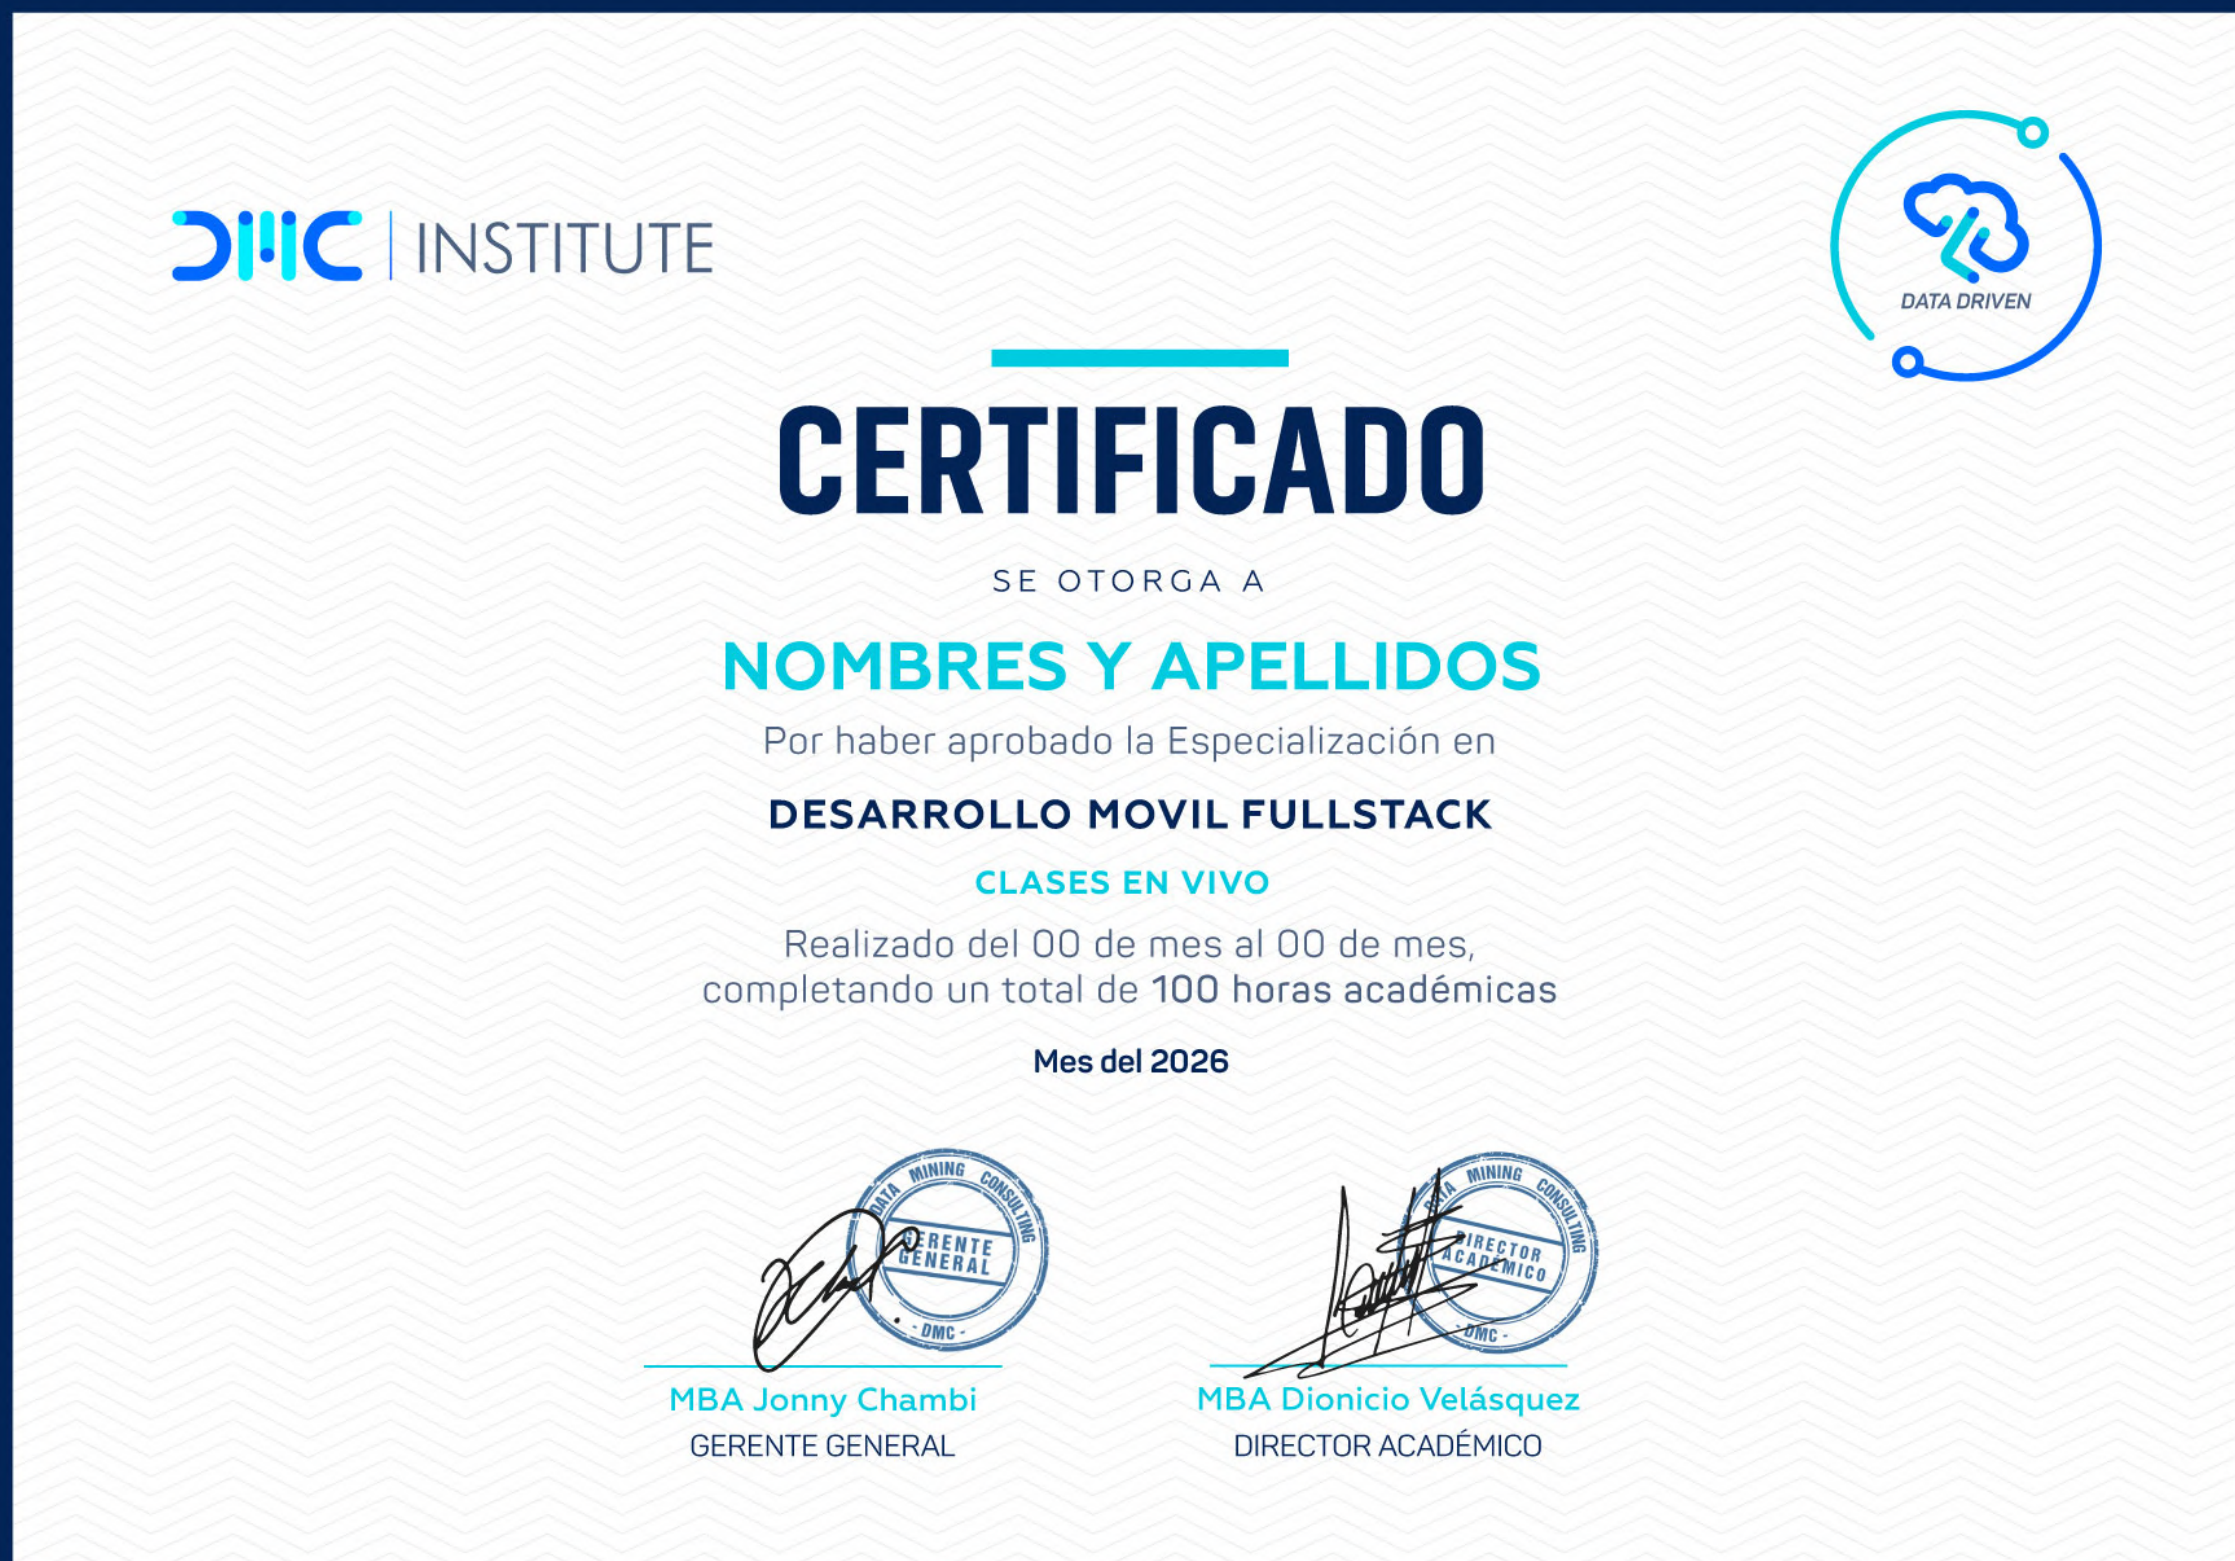 DMC | INSTITUTE
DATA DRIVEN
CERTIFICADO
SE OTORGA A
NOMBRES Y APELLIDOS
Por haber aprobado la Especialización en
DESARROLLO MOVIL FULLSTACK
CLASES EN VIVO
Realizado del 00 de mes al 00 de mes,
completando un total de 100 horas académicas
Mes del 2026
DATA MINING CONSULTING
GERENTE
GENERAL
- DMC -
DATA MINING CONSULTING
DIRECTOR
ACADÉMICO
- DMC -
MBA Jonny Chambi
GERENTE GENERAL
MBA Dionicio Velásquez
DIRECTOR ACADÉMICO